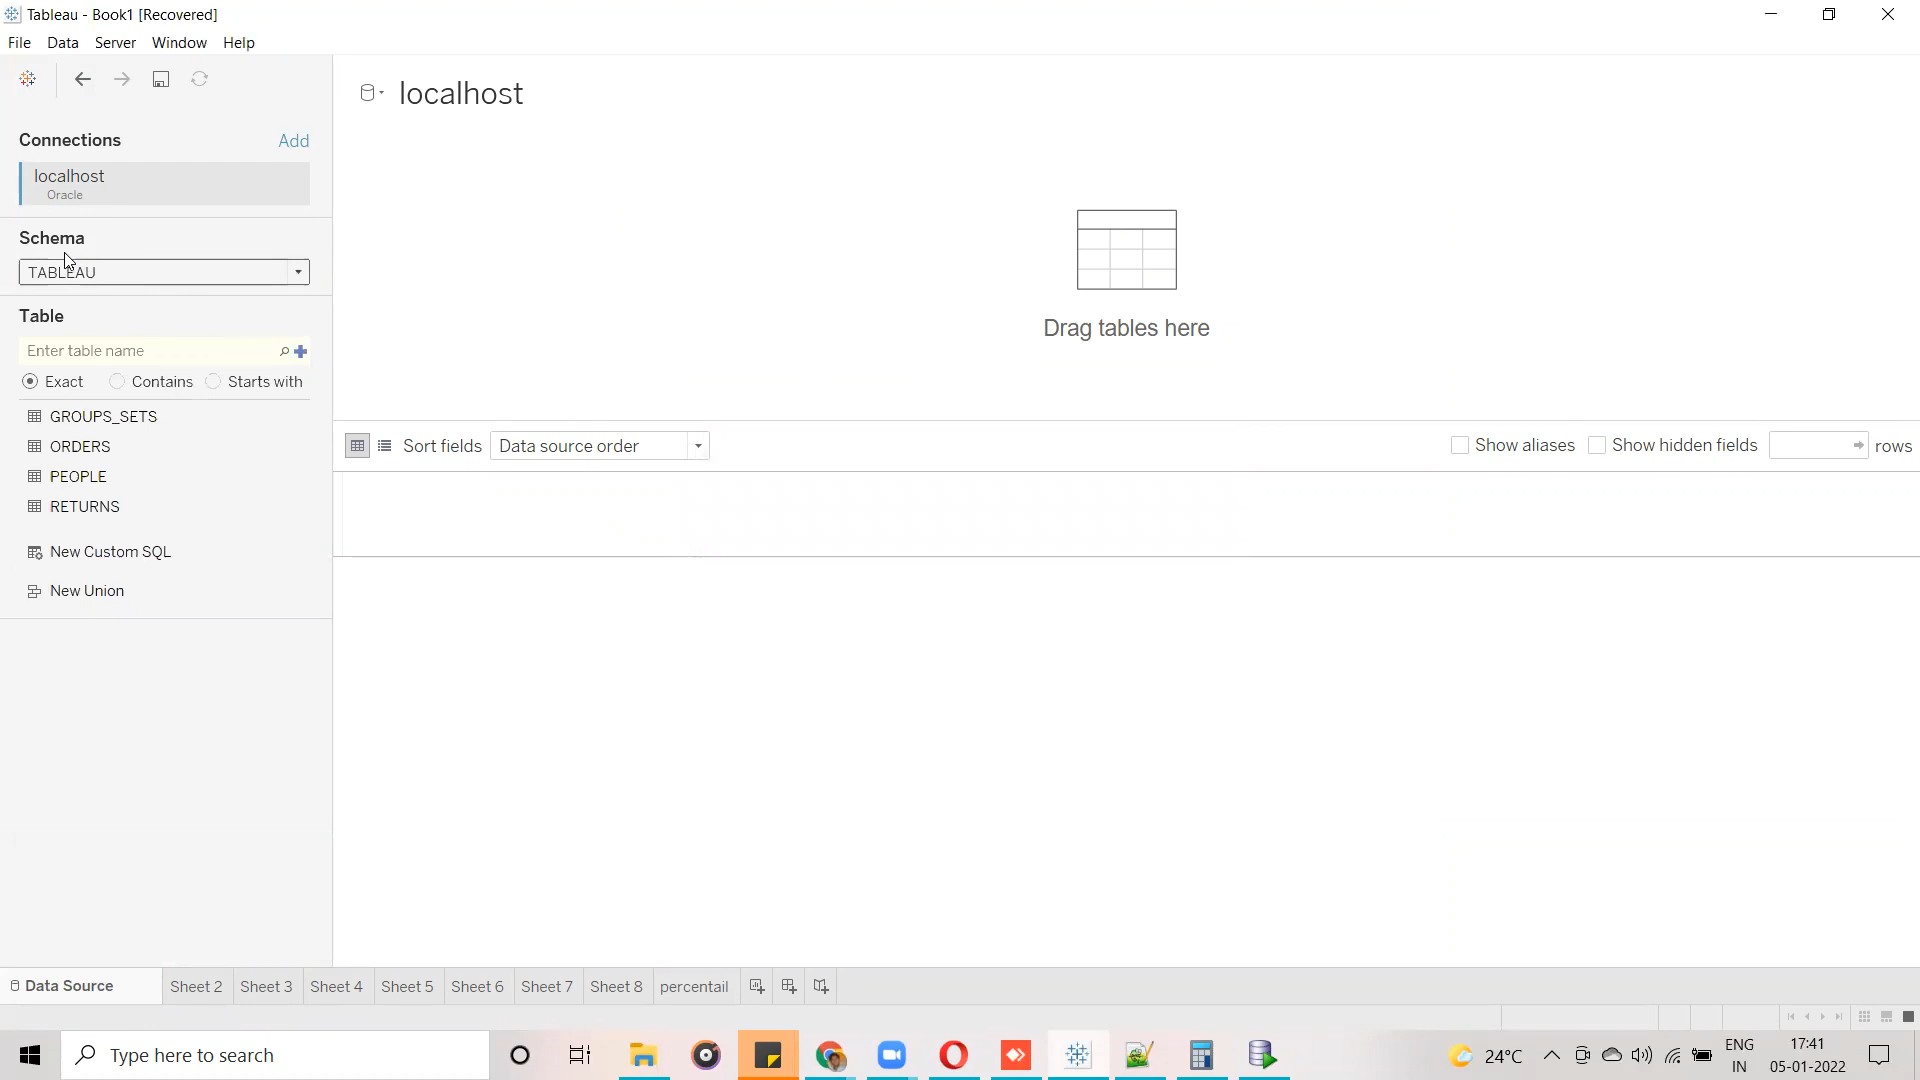 Tableau - Book1 [Recovered]
File Data Server Window Help
localhost
Connections Add
localhost
Oracle
Schema
TABLEAU
Table
Enter table name
Exact Contains Starts with
GROUPS_SETS
ORDERS
PEOPLE
RETURNS
New Custom SQL
New Union
Drag tables here
Sort fields Data source order Show aliases Show hidden fields rows
Data Source Sheet 2 Sheet 3 Sheet 4 Sheet 5 Sheet 6 Sheet 7 Sheet 8 percentail
Type here to search
24°C
ENG
IN
17:41
05-01-2022